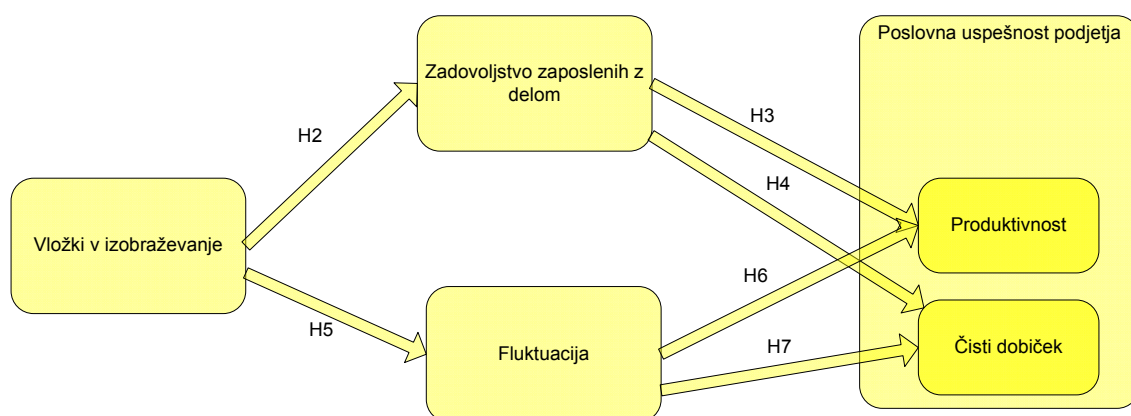 Poslovna uspešnost podjetja
Zadovoljstvo zaposlenih z
delom
H3
H2
H4
Vložki v izobraževanje
Produktivnost
H6
H5
H7
Fluktuacija
Čisti dobiček